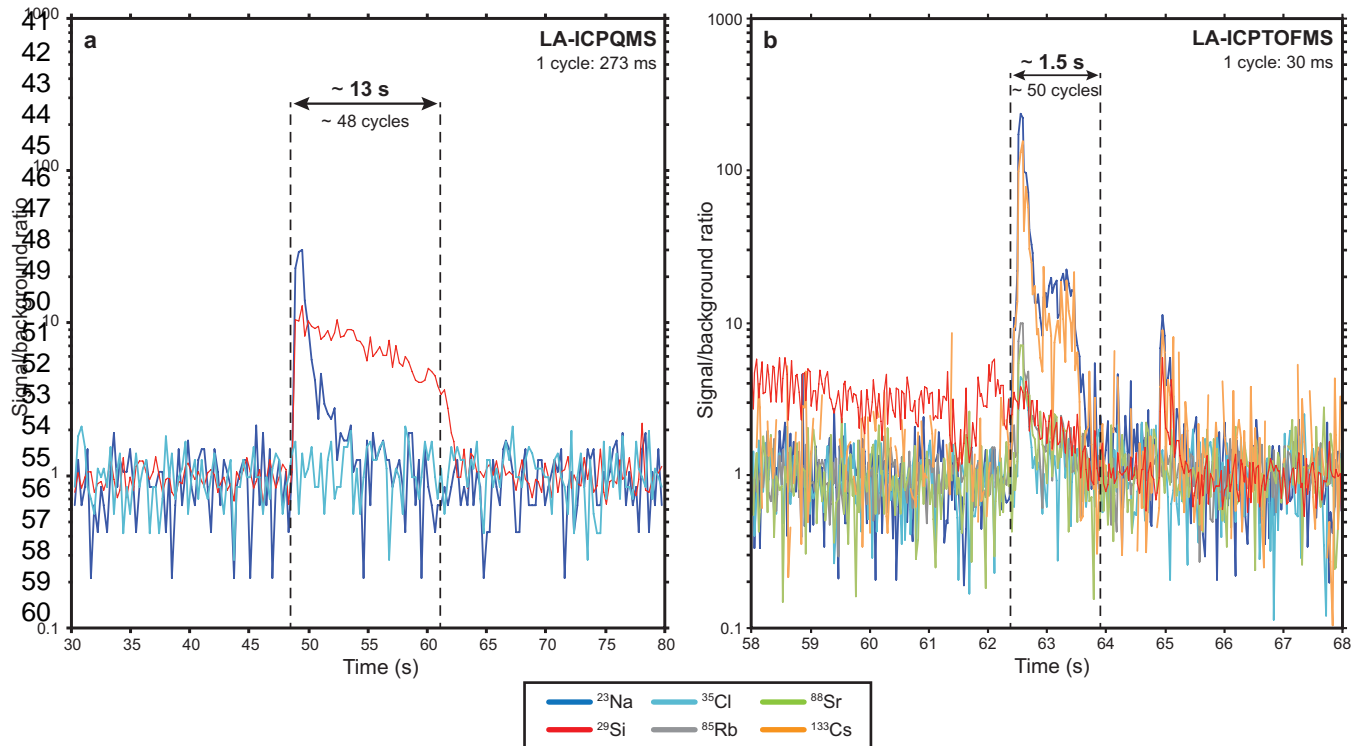 41
42
43
44
45
46
47
48
49
50
51
52
53
54
55
56
57
58
59
60
a
LA-ICPQMS
1 cycle: 273 ms
~ 13 s
~ 48 cycles
Signal/background ratio
1000
100
10
1
0.1
30 35 40 45 50 55 60 65 70 75 80
Time (s)
b
LA-ICPTOFMS
1 cycle: 30 ms
~ 1.5 s
~ 50 cycles
Signal/background ratio
1000
100
10
1
0.1
58 59 60 61 62 63 64 65 66 67 68
Time (s)
²³Na ³⁵Cl ⁸⁸Sr
²⁹Si ⁸⁵Rb ¹³³Cs